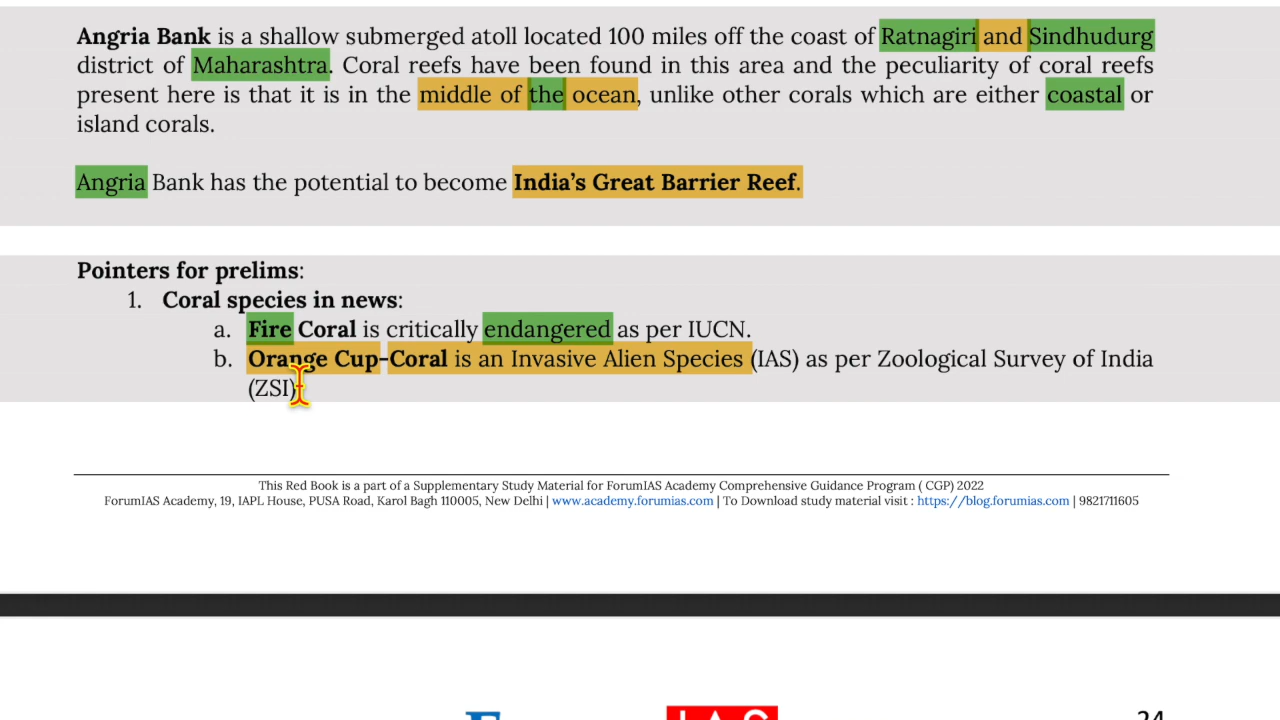 Angria Bank is a shallow submerged atoll located 100 miles off the coast of Ratnagiri and Sindhudurg
district of Maharashtra. Coral reefs have been found in this area and the peculiarity of coral reefs
present here is that it is in the middle of the ocean, unlike other corals which are either coastal or
island corals.
Angria Bank has the potential to become India's Great Barrier Reef.
Pointers for prelims:
1. Coral species in news:
a. Fire Coral is critically endangered as per IUCN.
b. Orange Cup-Coral is an Invasive Alien Species (IAS) as per Zoological Survey of India
(ZSI)
This Red Book is a part of a Supplementary Study Material for ForumIAS Academy Comprehensive Guidance Program ( CGP) 2022
ForumIAS Academy, 19, IAPL House, PUSA Road, Karol Bagh 110005, New Delhi | www.academy.forumias.com | To Download study material visit : https://blog.forumias.com | 9821711605
IAS
24